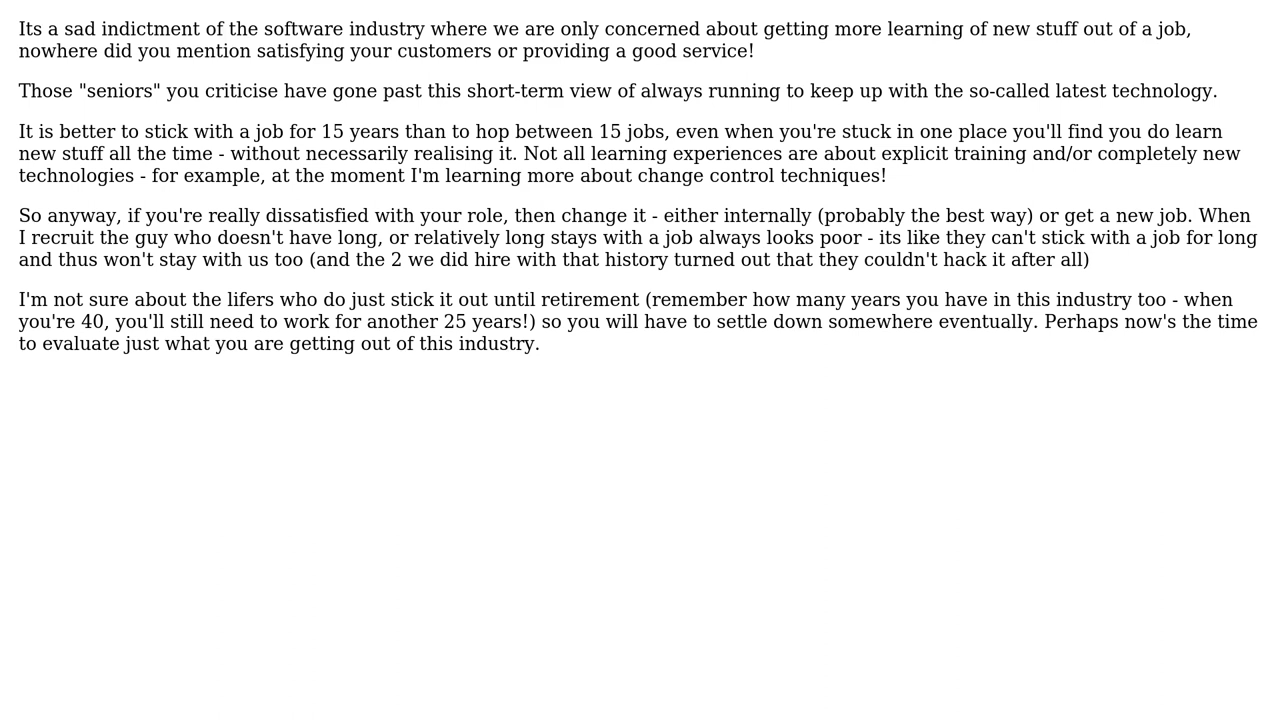 Its a sad indictment of the software industry where we are only concerned about getting more learning of new stuff out of a job,
nowhere did you mention satisfying your customers or providing a good service!
Those "seniors" you criticise have gone past this short-term view of always running to keep up with the so-called latest technology.
It is better to stick with a job for 15 years than to hop between 15 jobs, even when you're stuck in one place you'll find you do learn
new stuff all the time - without necessarily realising it. Not all learning experiences are about explicit training and/or completely new
technologies - for example, at the moment I'm learning more about change control techniques!
So anyway, if you're really dissatisfied with your role, then change it - either internally (probably the best way) or get a new job. When
I recruit the guy who doesn't have long, or relatively long stays with a job always looks poor - its like they can't stick with a job for long
and thus won't stay with us too (and the 2 we did hire with that history turned out that they couldn't hack it after all)
I'm not sure about the lifers who do just stick it out until retirement (remember how many years you have in this industry too - when
you're 40, you'll still need to work for another 25 years!) so you will have to settle down somewhere eventually. Perhaps now's the time
to evaluate just what you are getting out of this industry.